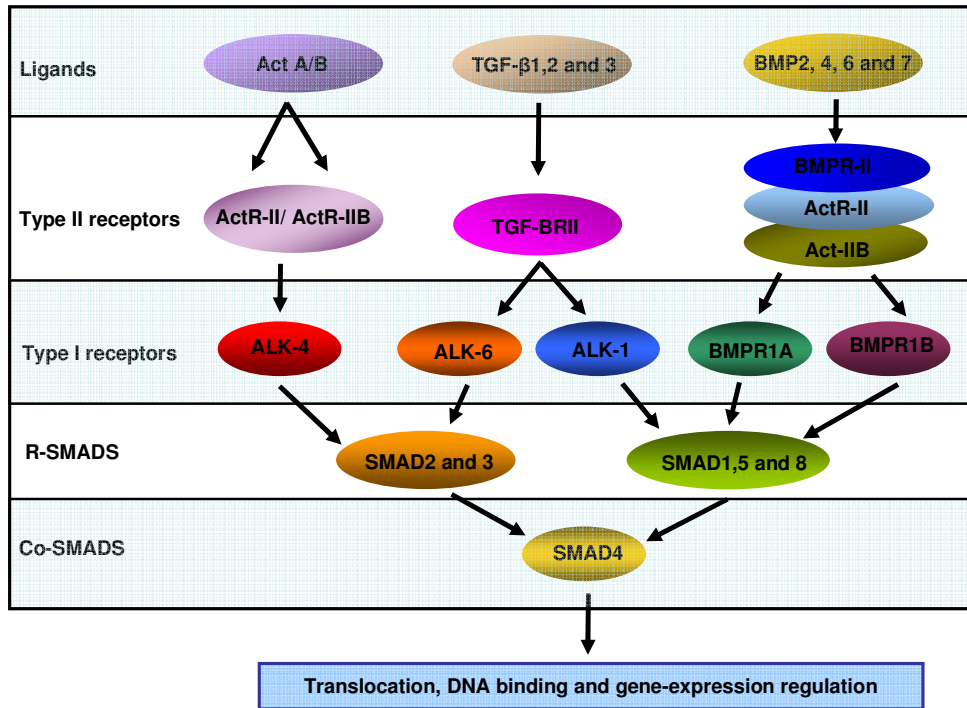 Ligands
Act A/B
TGF-β1,2 and 3
BMP2, 4, 6 and 7
Type II receptors
ActR-II/ ActR-IIB
TGF-BRII
BMPR-II
ActR-II
Act-IIB
Type I receptors
ALK-4
ALK-6
ALK-1
BMPR1A
BMPR1B
R-SMADS
SMAD2 and 3
SMAD1,5 and 8
Co-SMADS
SMAD4
Translocation, DNA binding and gene-expression regulation